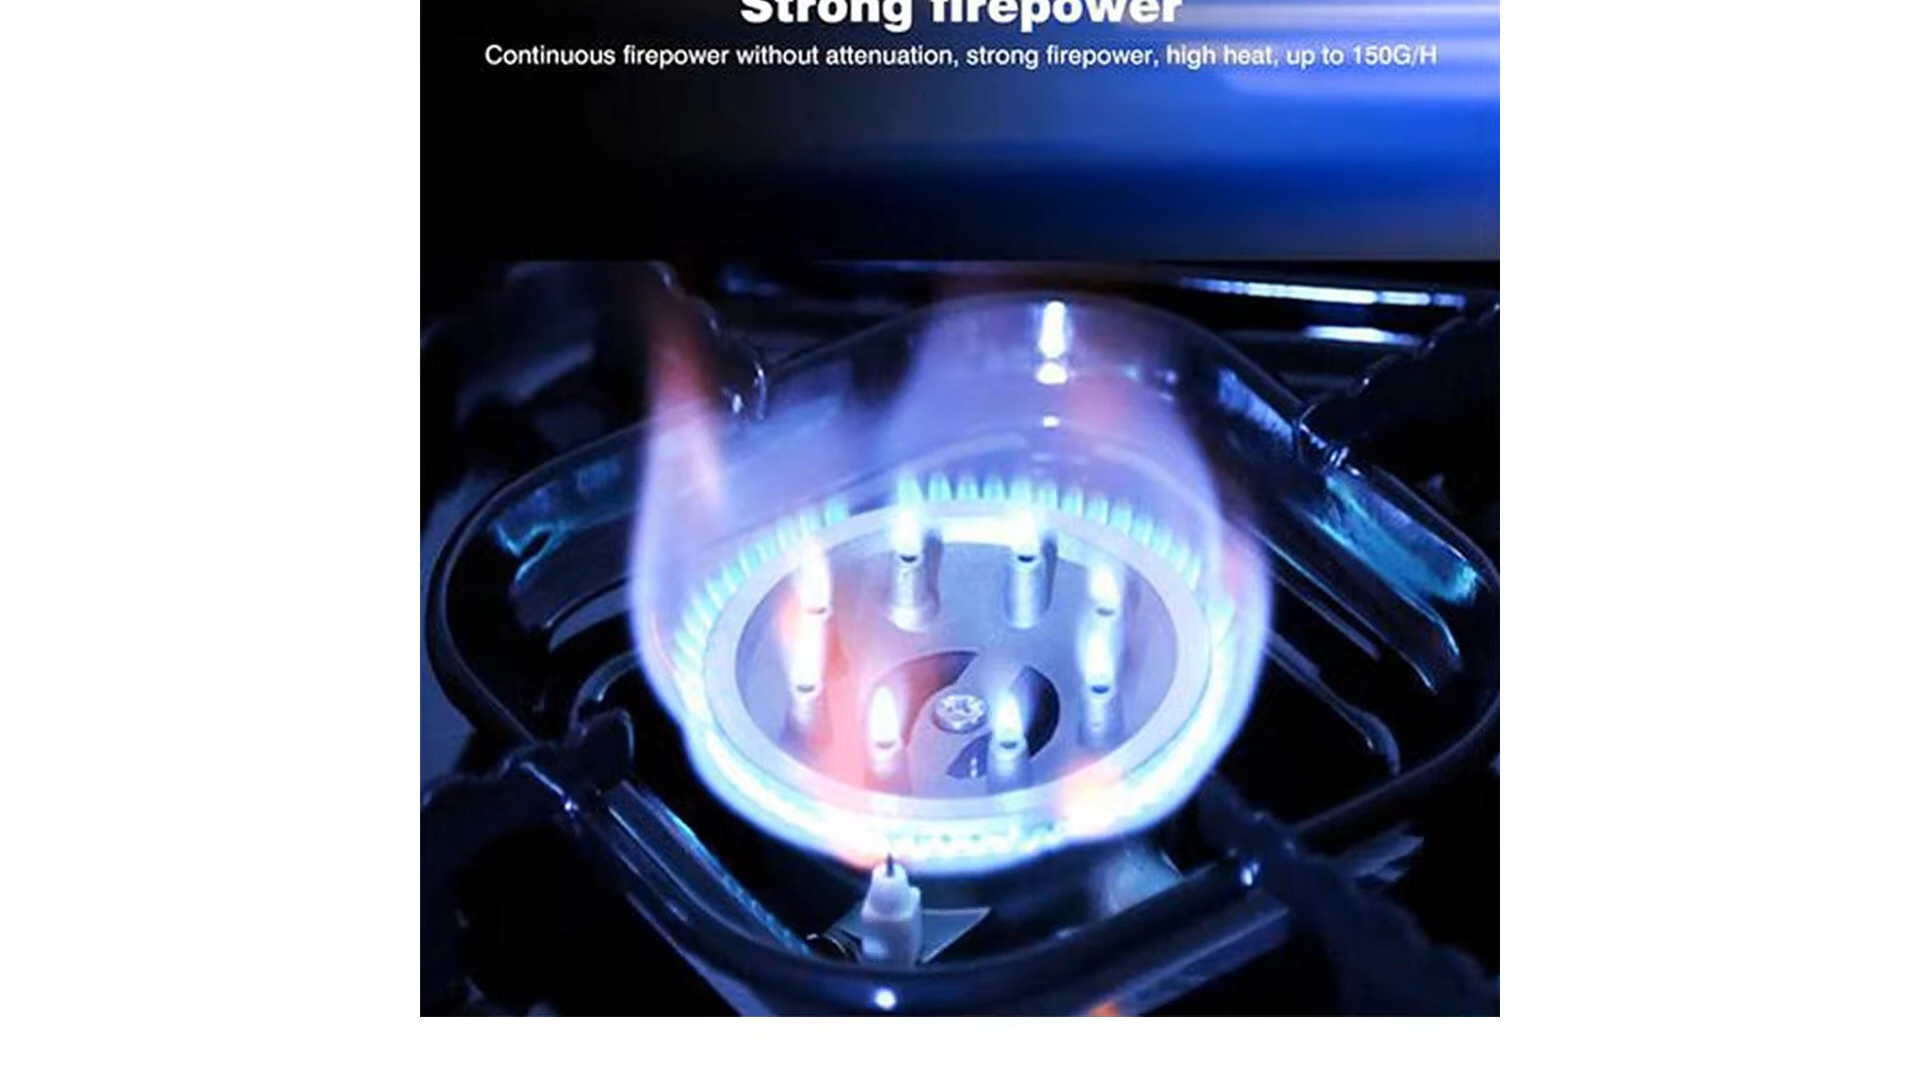 Strong firepower
Continuous firepower without attenuation, strong firepower, high heat, up to 150G/H